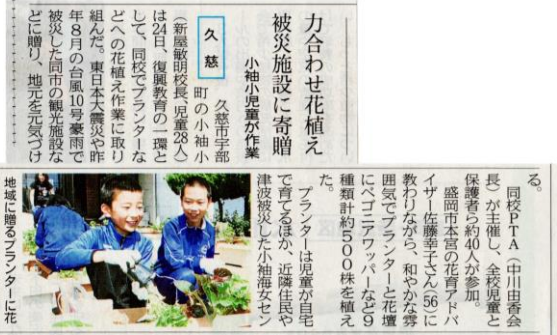 力合わせ花植え
被災施設に寄贈
小袖小児童が作業
久慈
久慈市宇部
町の小袖小
（新屋敏明校長、児童28人）
は24日、復興教育の一環と
して、同校でプランターな
どへの花植え作業に取り
組んだ。東日本大震災や昨
年８月の台風10号豪雨で
被災した同市の観光施設な
どに贈り、地元を元気づけ
る。
同校ＰＴＡ（中川由香会
長）が主催し、全校児童と
保護者ら約40人が参加。
盛岡市本宮の花育アドバ
イザー佐藤幸子さん(56)に
教わりながら、和やかな雰
囲気でプランターと花壇
にベゴニアワッパーなど９
種類計約５００株を植え
た。
プランターは児童が自宅
で育てるほか、近隣住民や
津波被災した小袖海女セン
地域に贈るプランターに花